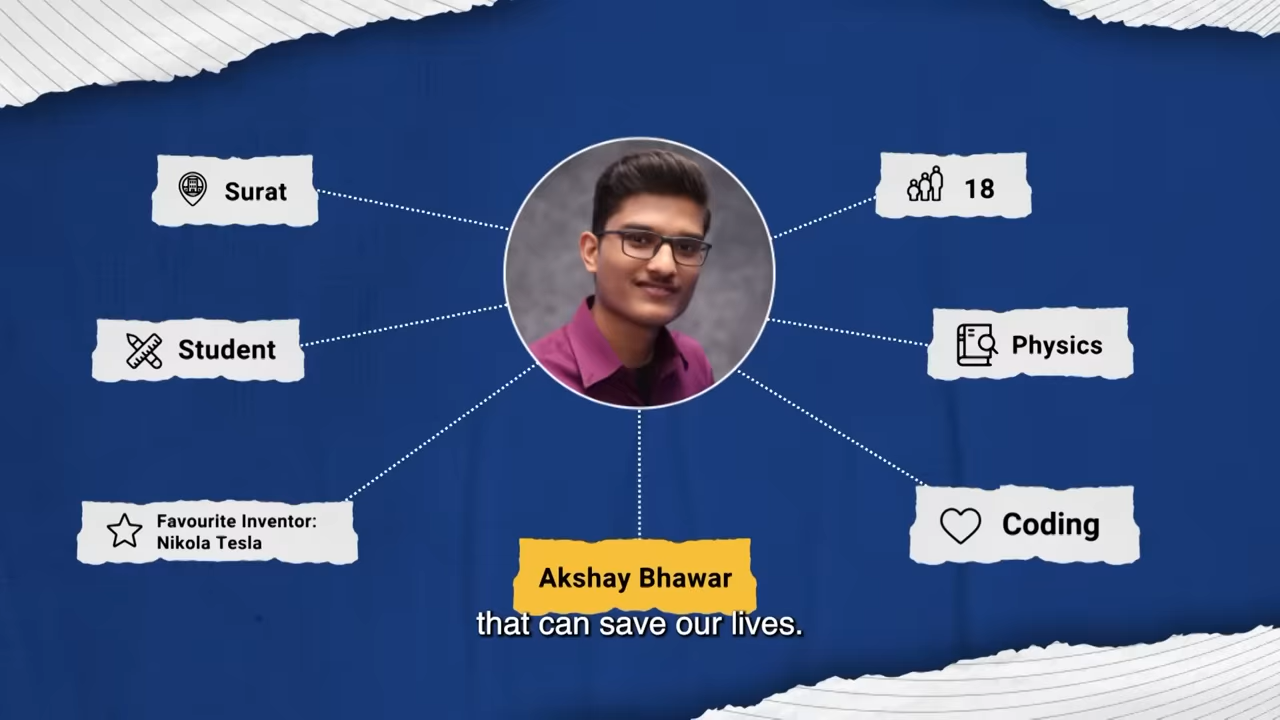 Surat
18
Student
Physics
Favourite Inventor:
Nikola Tesla
Coding
Akshay Bhawar
that can save our lives.